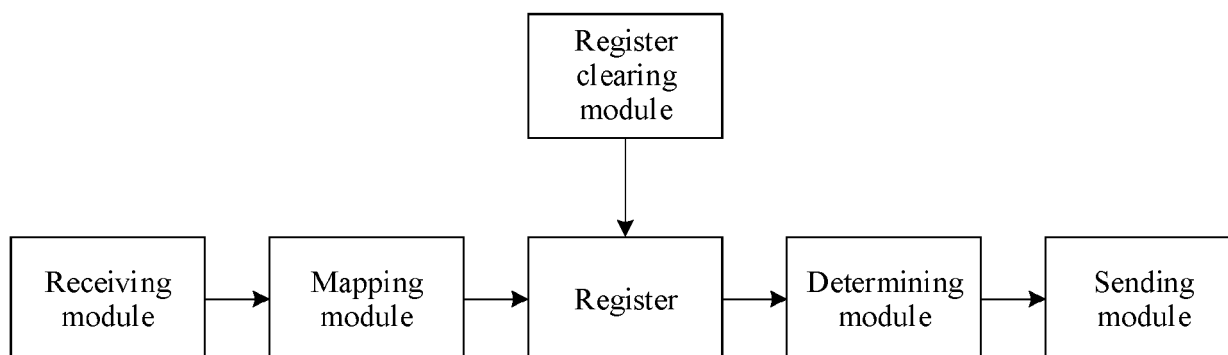 Register
clearing
module
Receiving
module
Mapping
module
Register
Determining
module
Sending
module